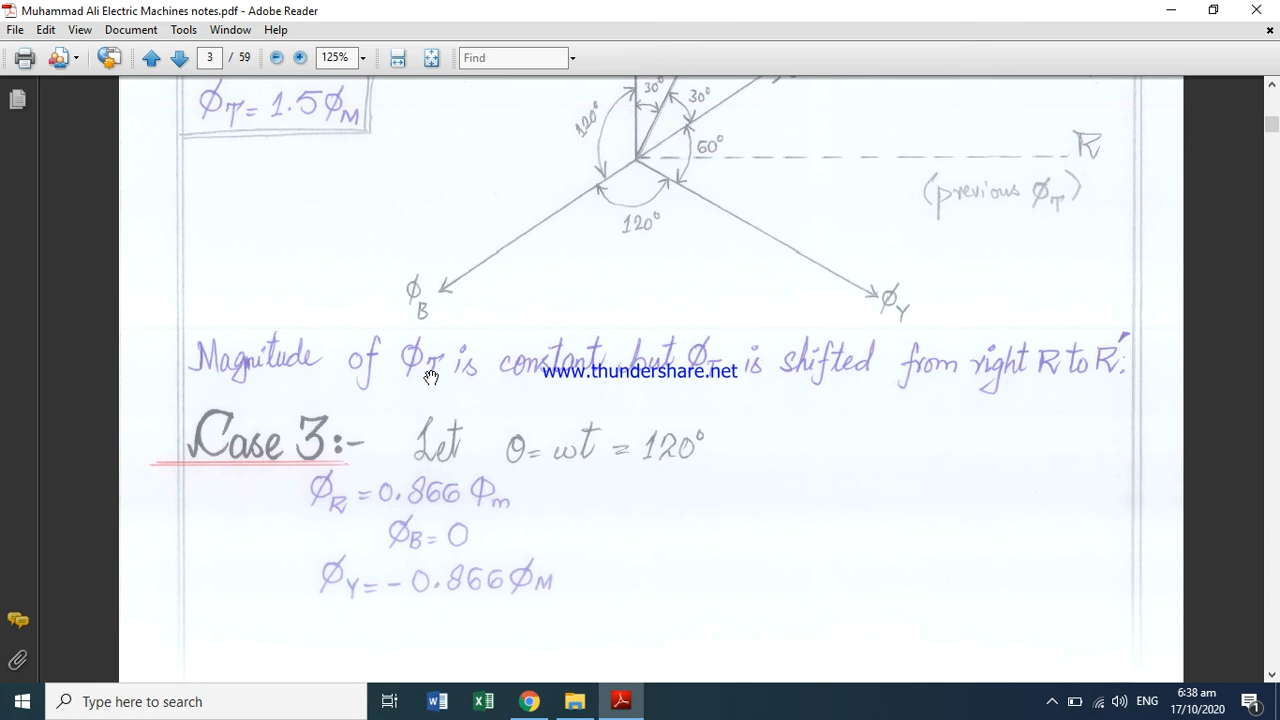 Muhammad Ali Electric Machines notes.pdf - Adobe Reader
File Edit View Document Tools Window Help
3 / 59 125% Find
ϕT = 1.5ϕM
30°
30°
120°
60°
R
(previous ϕT)
120°
ϕB
ϕY
Magnitude of ϕT is constant but ϕT is shifted from right R to R'.
www.thundershare.net
Case 3:- Let θ = ωt = 120°
ϕR = 0.866 Φm
ϕB = 0
ϕY = - 0.866 ϕM
Type here to search
ENG
6:38 am
17/10/2020
1